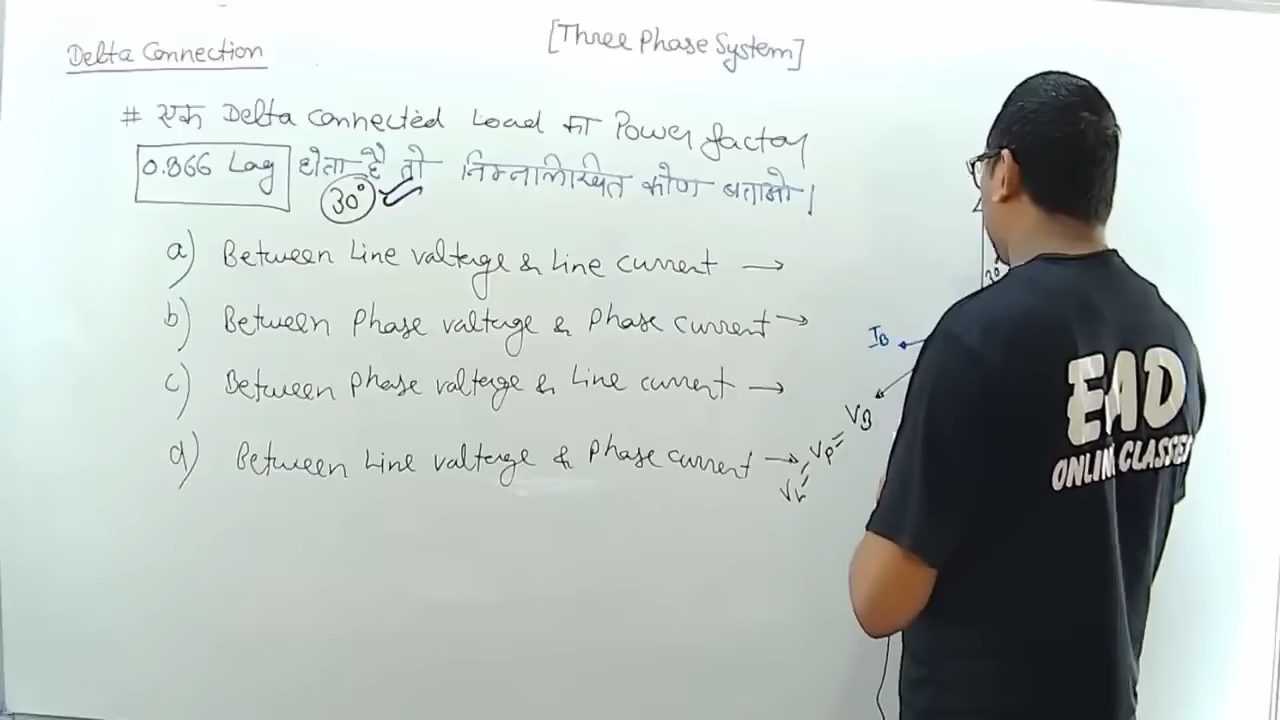 Delta Connection
[Three Phase System]
# एक Delta connected Load का Power factor
0.866 Lag होता है तो निम्नलिखित कोण बताओ।
30°
a) Between Line valtage & Line current →
b) Between Phase valtage & Phase current →
c) Between Phase valtage & Line current →
d) Between Line valtage & Phase current →
30
IB
VB
VP =
VL =
EAD
ONLINE CLASSES